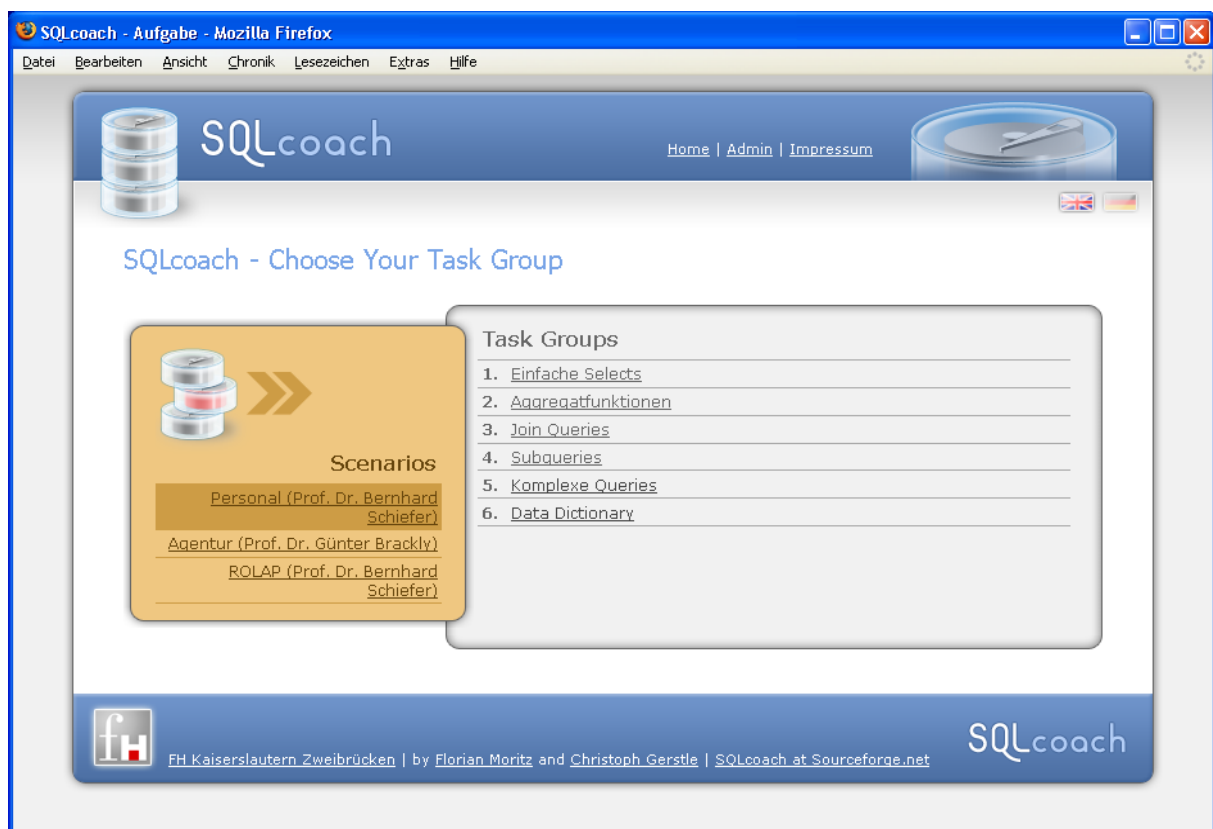 SQLcoach - Aufgabe - Mozilla Firefox
Datei Bearbeiten Ansicht Chronik Lesezeichen Extras Hilfe
SQLcoach
Home | Admin | Impressum
SQLcoach - Choose Your Task Group
Scenarios
Personal (Prof. Dr. Bernhard
Schiefer)
Agentur (Prof. Dr. Günter Brackly)
ROLAP (Prof. Dr. Bernhard
Schiefer)
Task Groups
1. Einfache Selects
2. Aggregatfunktionen
3. Join Queries
4. Subqueries
5. Komplexe Queries
6. Data Dictionary
fH
FH Kaiserslautern Zweibrücken | by Florian Moritz and Christoph Gerstle | SQLcoach at Sourceforge.net
SQLcoach